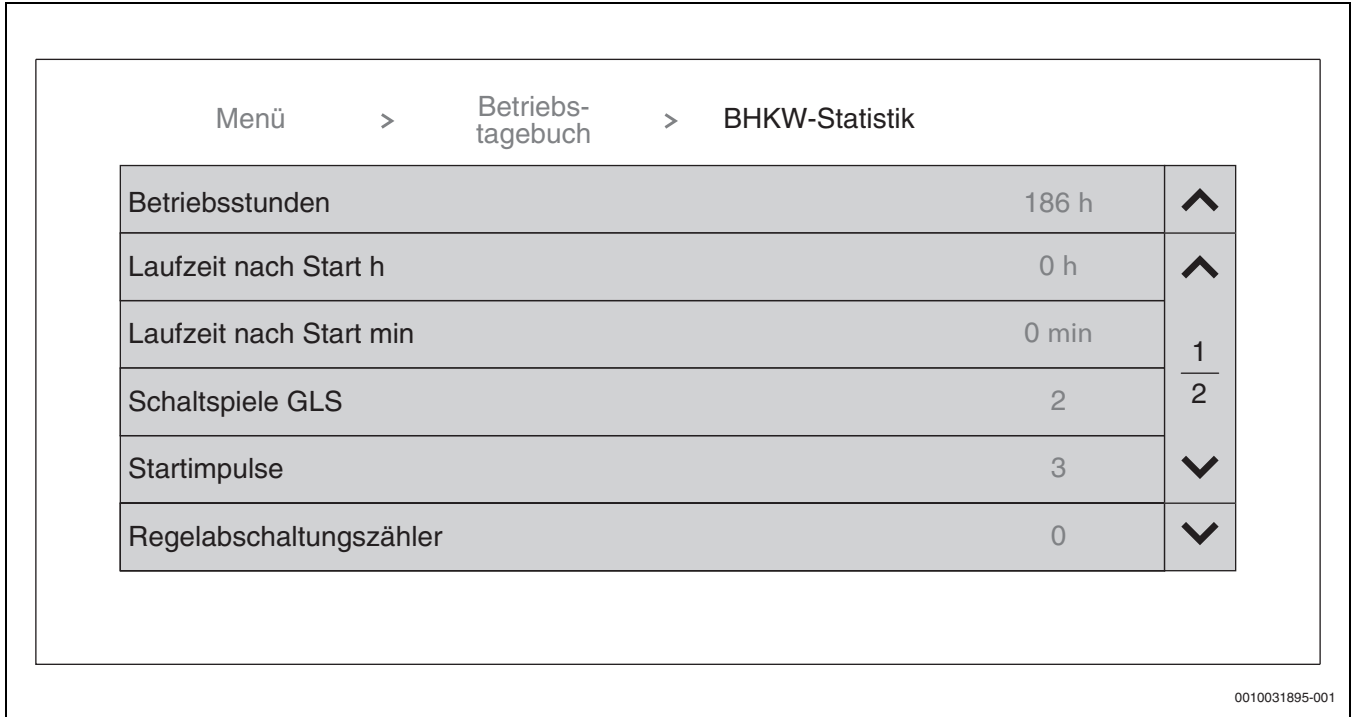 Menü > Betriebs-
tagebuch > BHKW-Statistik
Betriebsstunden 186 h
Laufzeit nach Start h 0 h
Laufzeit nach Start min 0 min
1
2
Schaltspiele GLS 2
Startimpulse 3
Regelabschaltungszähler 0
0010031895-001